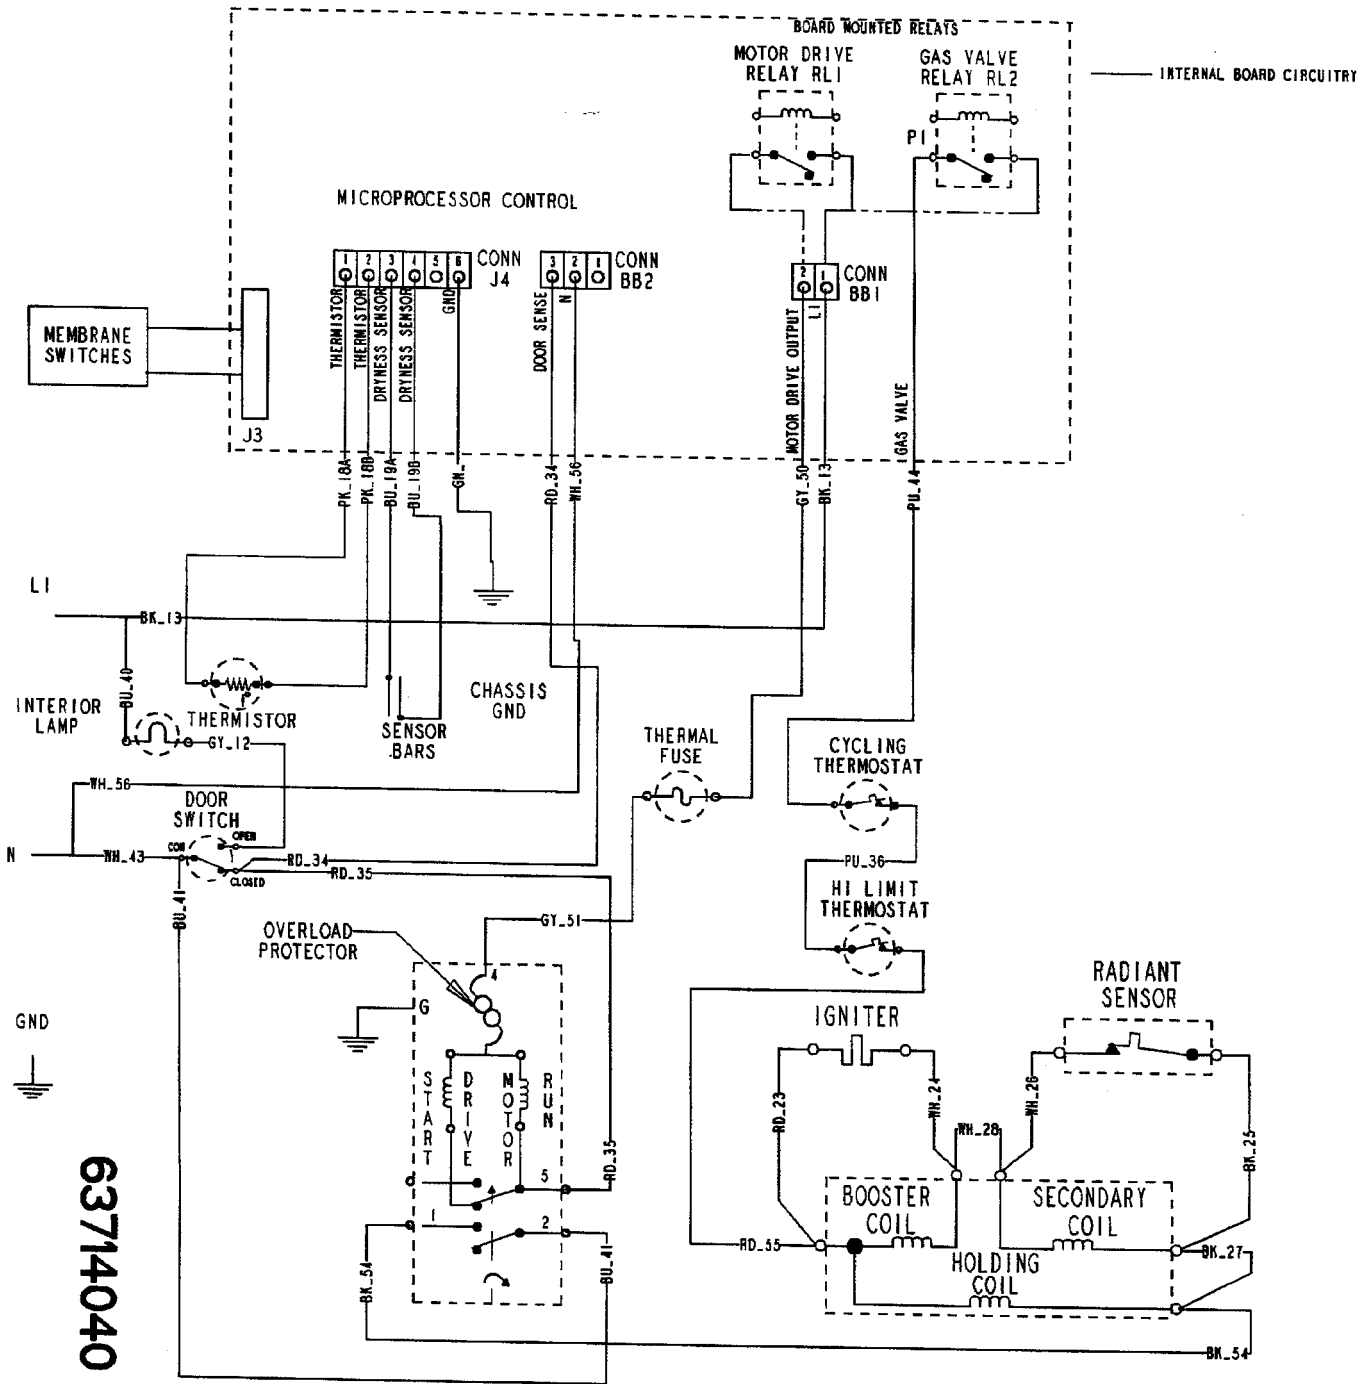 BOARD MOUNTED RELAYS
MOTOR DRIVE
RELAY RL1
GAS VALVE
RELAY RL2
INTERNAL BOARD CIRCUITRY
P1
MICROPROCESSOR CONTROL
1 2 3 4 5 6
CONN
J4
3 2 1
CONN
BB2
2 1
CONN
BB1
THERMISTOR
THERMISTOR
DRYNESS SENSOR
DRYNESS SENSOR
GND
DOOR SENSE
N
MOTOR DRIVE OUTPUT
L1
GAS VALVE
MEMBRANE
SWITCHES
J3
PK_18A
PK_18B
BU_19A
BU_19B
GN_
RD_34
WH_56
GY_50
BK_13
PU_44
L1
BK_13
BU_40
INTERIOR
LAMP
THERMISTOR
GY_12
SENSOR
BARS
CHASSIS
GND
THERMAL
FUSE
CYCLING
THERMOSTAT
WH_56
DOOR
SWITCH
OPEN
COM
CLOSED
N
WH_43
RD_34
RD_35
PU_36
HI LIMIT
THERMOSTAT
BU_41
GY_51
OVERLOAD
PROTECTOR
4
G
GND
START
DRIVE
MOTOR
RUN
5
1
2
RD_35
BU_41
BK_54
IGNITER
RADIANT
SENSOR
RD_23
WH_24
WH_26
WH_28
BK_25
BOOSTER
COIL
SECONDARY
COIL
RD_55
HOLDING
COIL
BK_27
BK_54
63714040